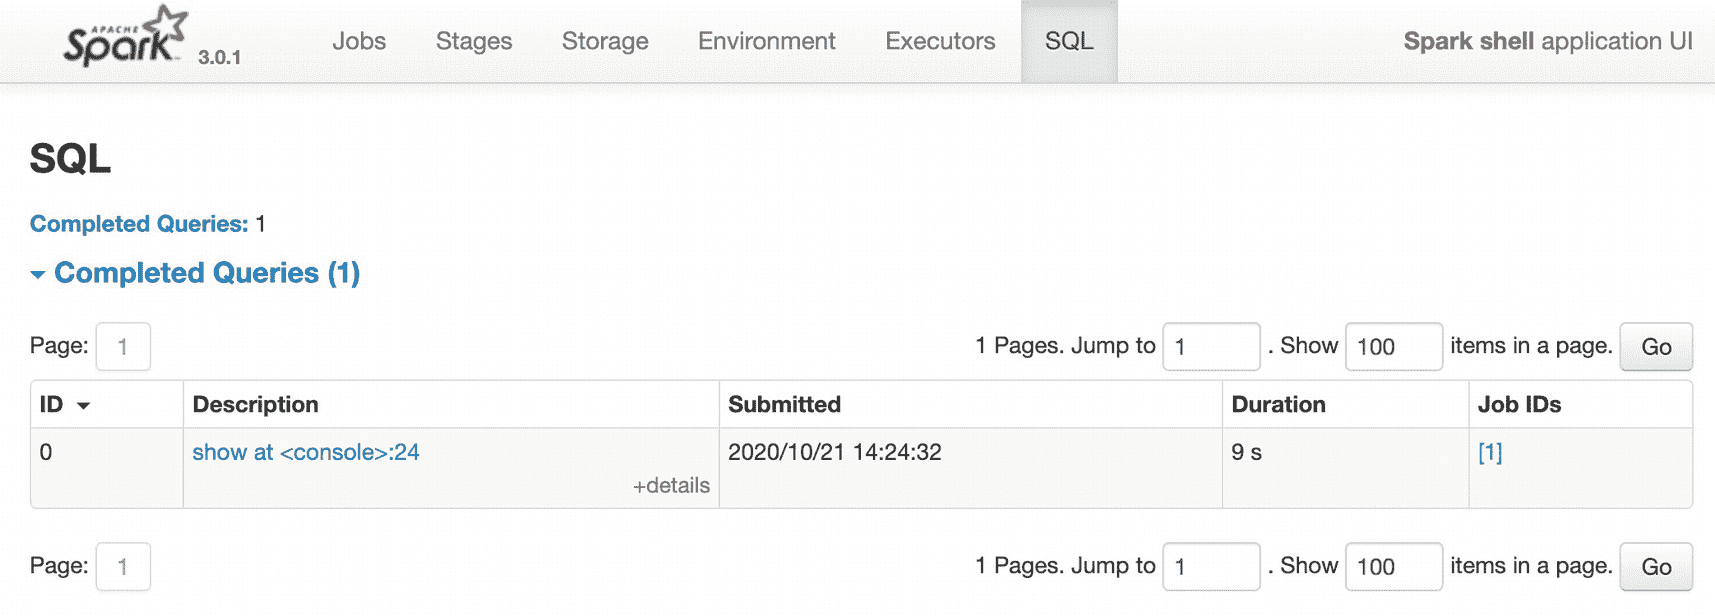 APACHE
Spark 3.0.1 Jobs Stages Storage Environment Executors SQL Spark shell application UI
SQL
Completed Queries: 1
Completed Queries (1)
Page: 1 1 Pages. Jump to 1 . Show 100 items in a page. Go
ID Description Submitted Duration Job IDs
0 show at <console>:24 2020/10/21 14:24:32 9 s [1]
+details
Page: 1 1 Pages. Jump to 1 . Show 100 items in a page. Go